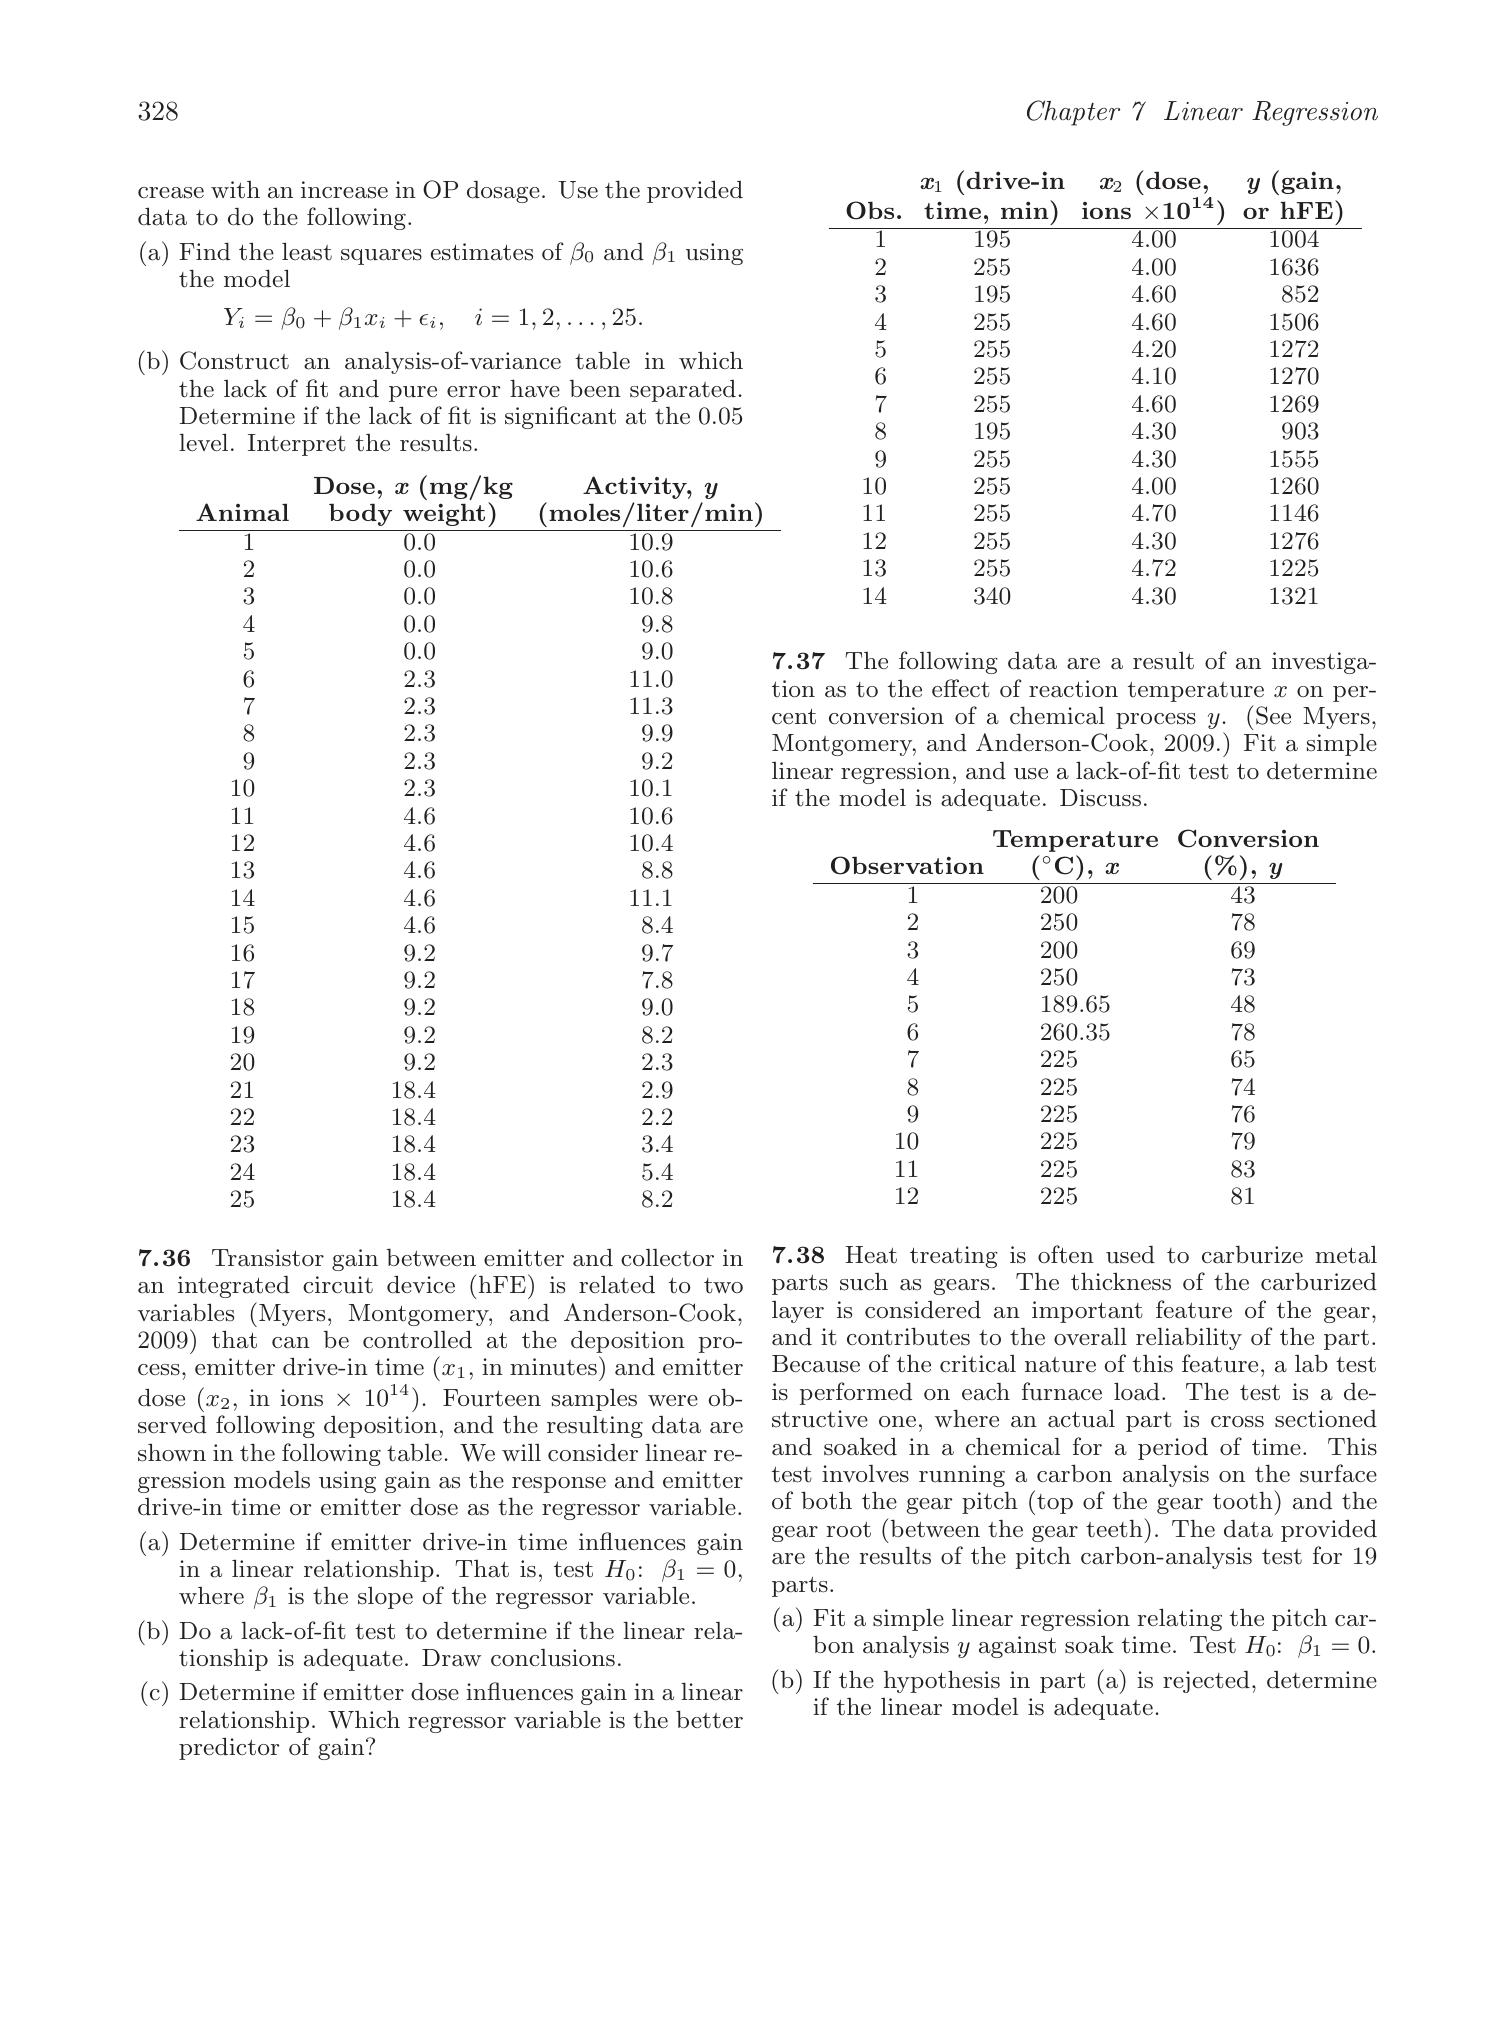 328
Chapter 7 Linear Regression
crease with an increase in OP dosage. Use the provided
data to do the following.
(a) Find the least squares estimates of β0 and β1 using
the model
Yi = β0 + β1xi + ϵi, i = 1, 2, . . . , 25.
(b) Construct an analysis-of-variance table in which
the lack of fit and pure error have been separated.
Determine if the lack of fit is significant at the 0.05
level. Interpret the results.
Dose, x (mg/kg Activity, y
Animal body weight) (moles/liter/min)
1 0.0 10.9
2 0.0 10.6
3 0.0 10.8
4 0.0 9.8
5 0.0 9.0
6 2.3 11.0
7 2.3 11.3
8 2.3 9.9
9 2.3 9.2
10 2.3 10.1
11 4.6 10.6
12 4.6 10.4
13 4.6 8.8
14 4.6 11.1
15 4.6 8.4
16 9.2 9.7
17 9.2 7.8
18 9.2 9.0
19 9.2 8.2
20 9.2 2.3
21 18.4 2.9
22 18.4 2.2
23 18.4 3.4
24 18.4 5.4
25 18.4 8.2
7.36 Transistor gain between emitter and collector in
an integrated circuit device (hFE) is related to two
variables (Myers, Montgomery, and Anderson-Cook,
2009) that can be controlled at the deposition pro-
cess, emitter drive-in time (x1, in minutes) and emitter
dose (x2, in ions × 10^14). Fourteen samples were ob-
served following deposition, and the resulting data are
shown in the following table. We will consider linear re-
gression models using gain as the response and emitter
drive-in time or emitter dose as the regressor variable.
(a) Determine if emitter drive-in time influences gain
in a linear relationship. That is, test H0: β1 = 0,
where β1 is the slope of the regressor variable.
(b) Do a lack-of-fit test to determine if the linear rela-
tionship is adequate. Draw conclusions.
(c) Determine if emitter dose influences gain in a linear
relationship. Which regressor variable is the better
predictor of gain?
x1 (drive-in x2 (dose, y (gain,
Obs. time, min) ions ×10^14) or hFE)
1 195 4.00 1004
2 255 4.00 1636
3 195 4.60 852
4 255 4.60 1506
5 255 4.20 1272
6 255 4.10 1270
7 255 4.60 1269
8 195 4.30 903
9 255 4.30 1555
10 255 4.00 1260
11 255 4.70 1146
12 255 4.30 1276
13 255 4.72 1225
14 340 4.30 1321
7.37 The following data are a result of an investiga-
tion as to the effect of reaction temperature x on per-
cent conversion of a chemical process y. (See Myers,
Montgomery, and Anderson-Cook, 2009.) Fit a simple
linear regression, and use a lack-of-fit test to determine
if the model is adequate. Discuss.
Temperature Conversion
Observation (°C), x (%), y
1 200 43
2 250 78
3 200 69
4 250 73
5 189.65 48
6 260.35 78
7 225 65
8 225 74
9 225 76
10 225 79
11 225 83
12 225 81
7.38 Heat treating is often used to carburize metal
parts such as gears. The thickness of the carburized
layer is considered an important feature of the gear,
and it contributes to the overall reliability of the part.
Because of the critical nature of this feature, a lab test
is performed on each furnace load. The test is a de-
structive one, where an actual part is cross sectioned
and soaked in a chemical for a period of time. This
test involves running a carbon analysis on the surface
of both the gear pitch (top of the gear tooth) and the
gear root (between the gear teeth). The data provided
are the results of the pitch carbon-analysis test for 19
parts.
(a) Fit a simple linear regression relating the pitch car-
bon analysis y against soak time. Test H0: β1 = 0.
(b) If the hypothesis in part (a) is rejected, determine
if the linear model is adequate.